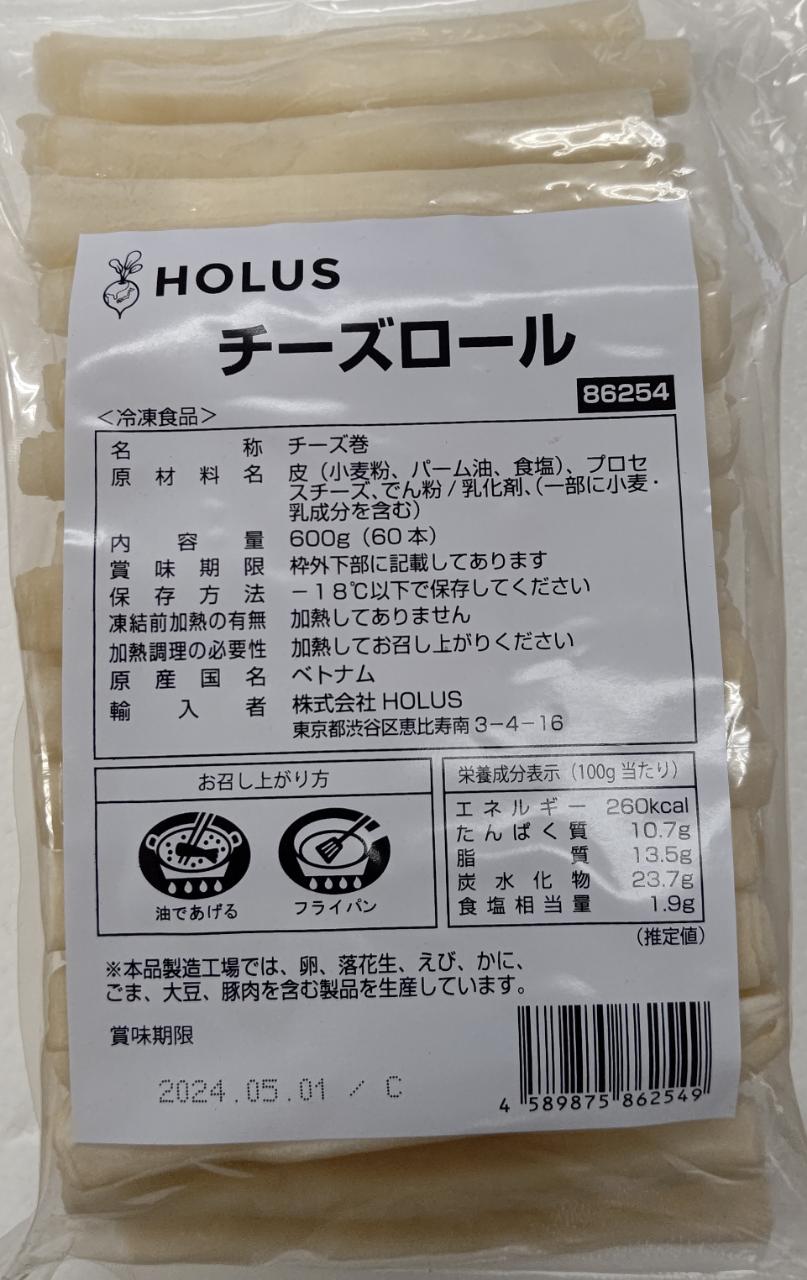 HOLUS
チーズロール
86254
＜冷凍食品＞
名称 チーズ巻
原材料名 皮（小麦粉、パーム油、食塩）、プロセ
スチーズ、でん粉/乳化剤、（一部に小麦・
乳成分を含む）
内容量 600g（60本）
賞味期限 枠外下部に記載してあります
保存方法 －18℃以下で保存してください
凍結前加熱の有無 加熱してありません
加熱調理の必要性 加熱してお召し上がりください
原産国名 ベトナム
輸入者 株式会社HOLUS
東京都渋谷区恵比寿南3－4－16
お召し上がり方
油であげる フライパン
栄養成分表示（100g当たり）
エネルギー 260kcal
たんぱく質 10.7g
脂質 13.5g
炭水化物 23.7g
食塩相当量 1.9g
（推定値）
※本品製造工場では、卵、落花生、えび、かに、
ごま、大豆、豚肉を含む製品を生産しています。
賞味期限
2024.05.01 / C
4 589875 862549